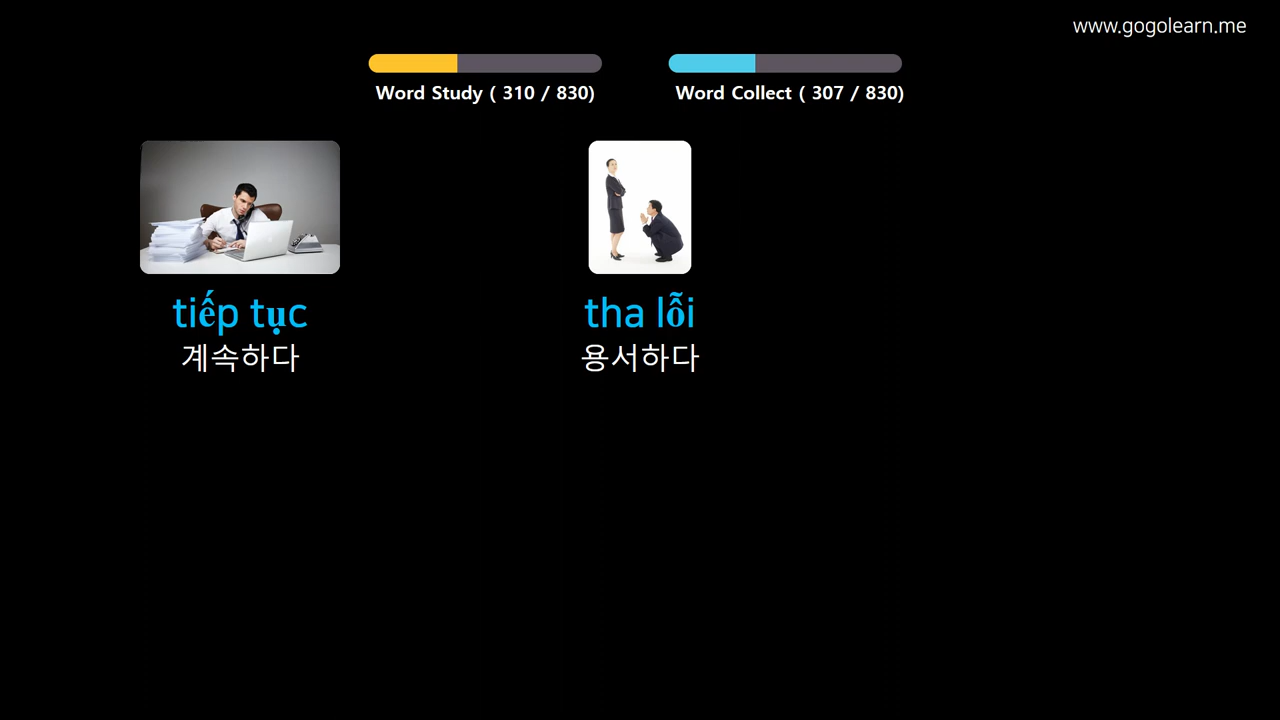 www.gogolearn.me
Word Study ( 310 / 830)
Word Collect ( 307 / 830)
tiếp tục
tha lỗi
계속하다
용서하다